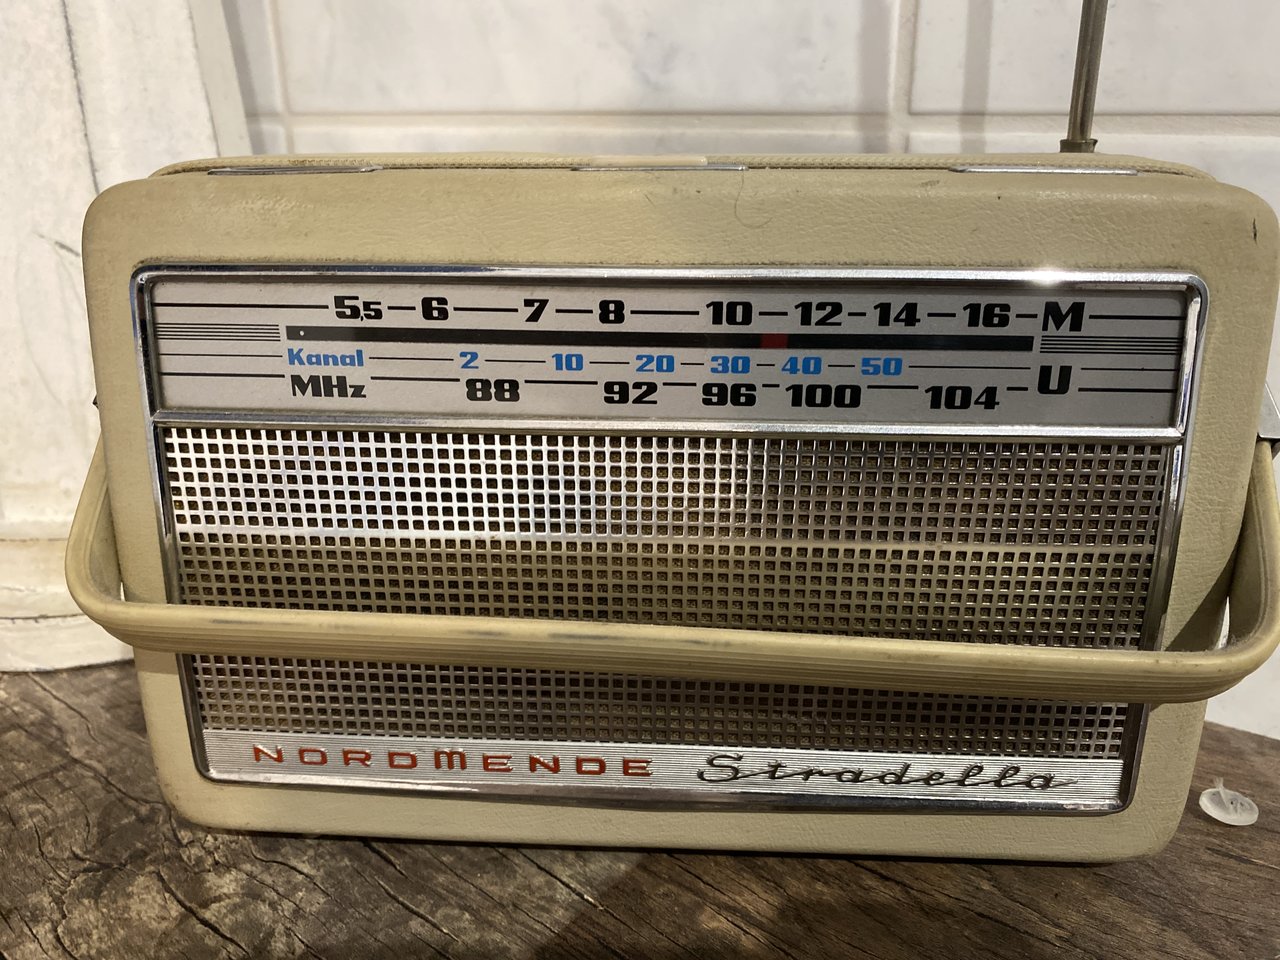 5,5 6 7 8 10 12 14 16 M
Kanal 2 10 20 30 40 50
MHz 88 92 96 100 104 U
NORDMENDE Stradella